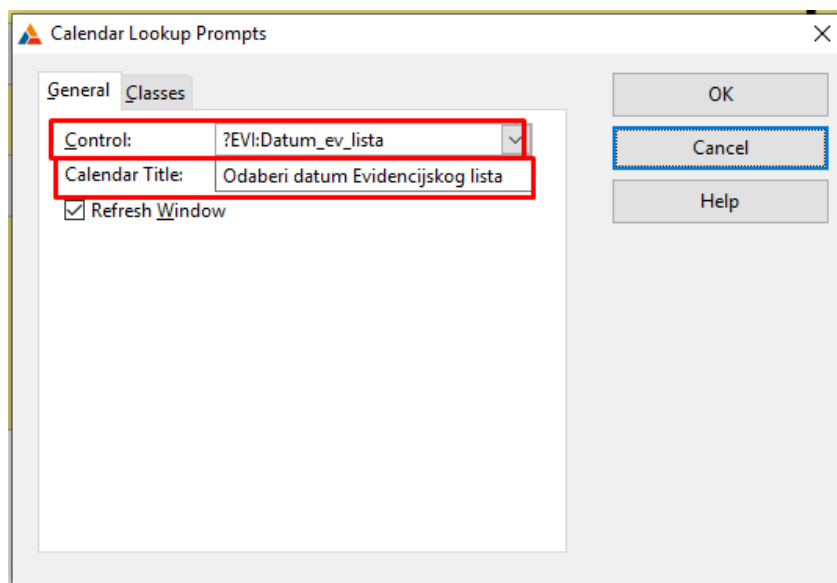 Calendar Lookup Prompts
General Classes
OK
Control: ?EVI:Datum_ev_lista
Cancel
Calendar Title: Odaberi datum Evidencijskog lista
Refresh Window
Help